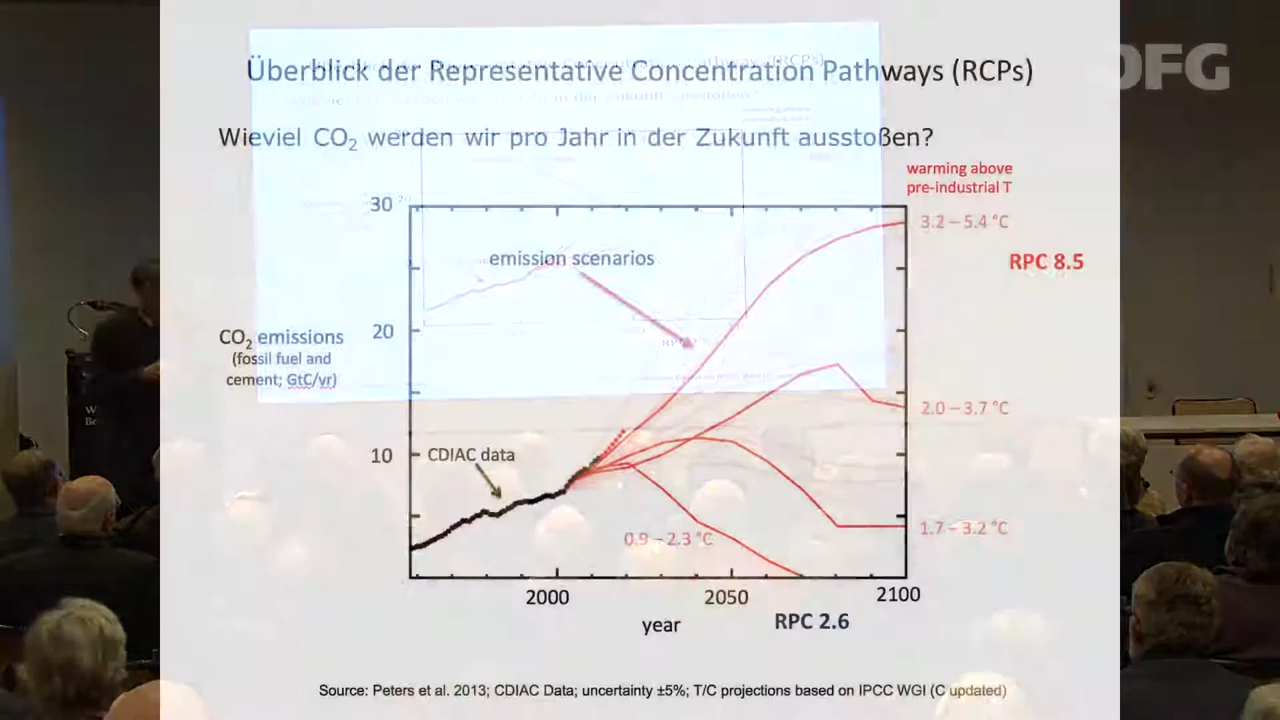 Überblick der Representative Concentration Pathways (RCPs)
DFG
Wieviel CO₂ werden wir pro Jahr in der Zukunft ausstoßen?
warming above
pre-industrial T
30
3.2 – 5.4 °C
emission scenarios
RPC 8.5
CO₂ emissions
(fossil fuel and
cement; GtC/yr)
20
2.0 – 3.7 °C
10
CDIAC data
1.7 – 3.2 °C
0.9 – 2.3 °C
2000
2050
2100
year
RPC 2.6
Source: Peters et al. 2013; CDIAC Data; uncertainty ±5%; T/C projections based on IPCC WGI (C updated)